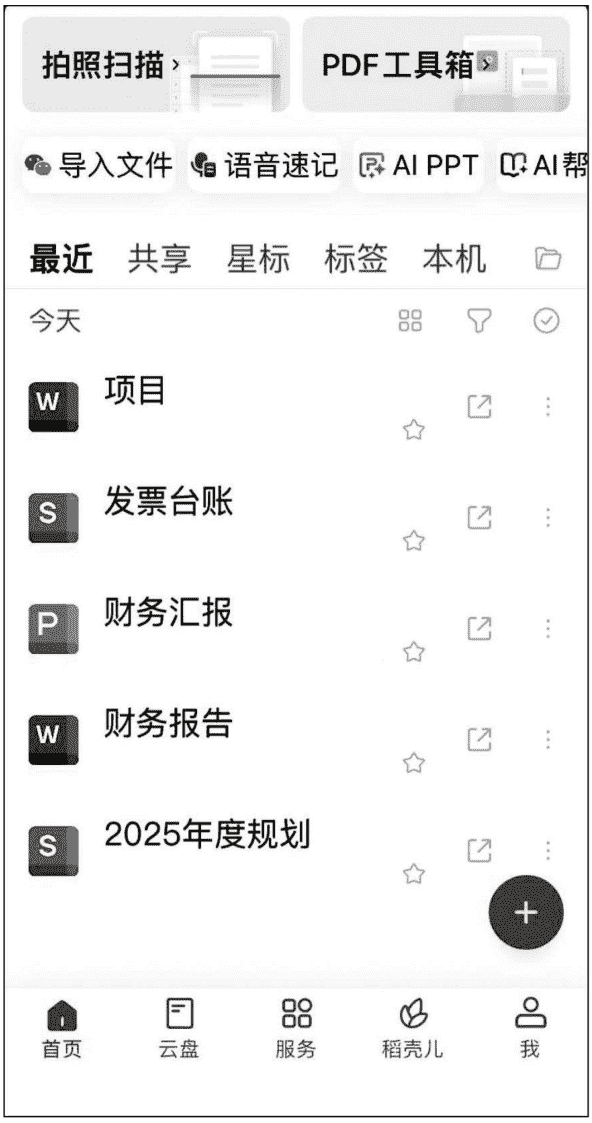 拍照扫描 PDF工具箱
导入文件 语音速记 AI PPT AI帮
最近 共享 星标 标签 本机
今天
W 项目
S 发票台账
P 财务汇报
W 财务报告
S 2025年度规划
首页 云盘 服务 稻壳儿 我